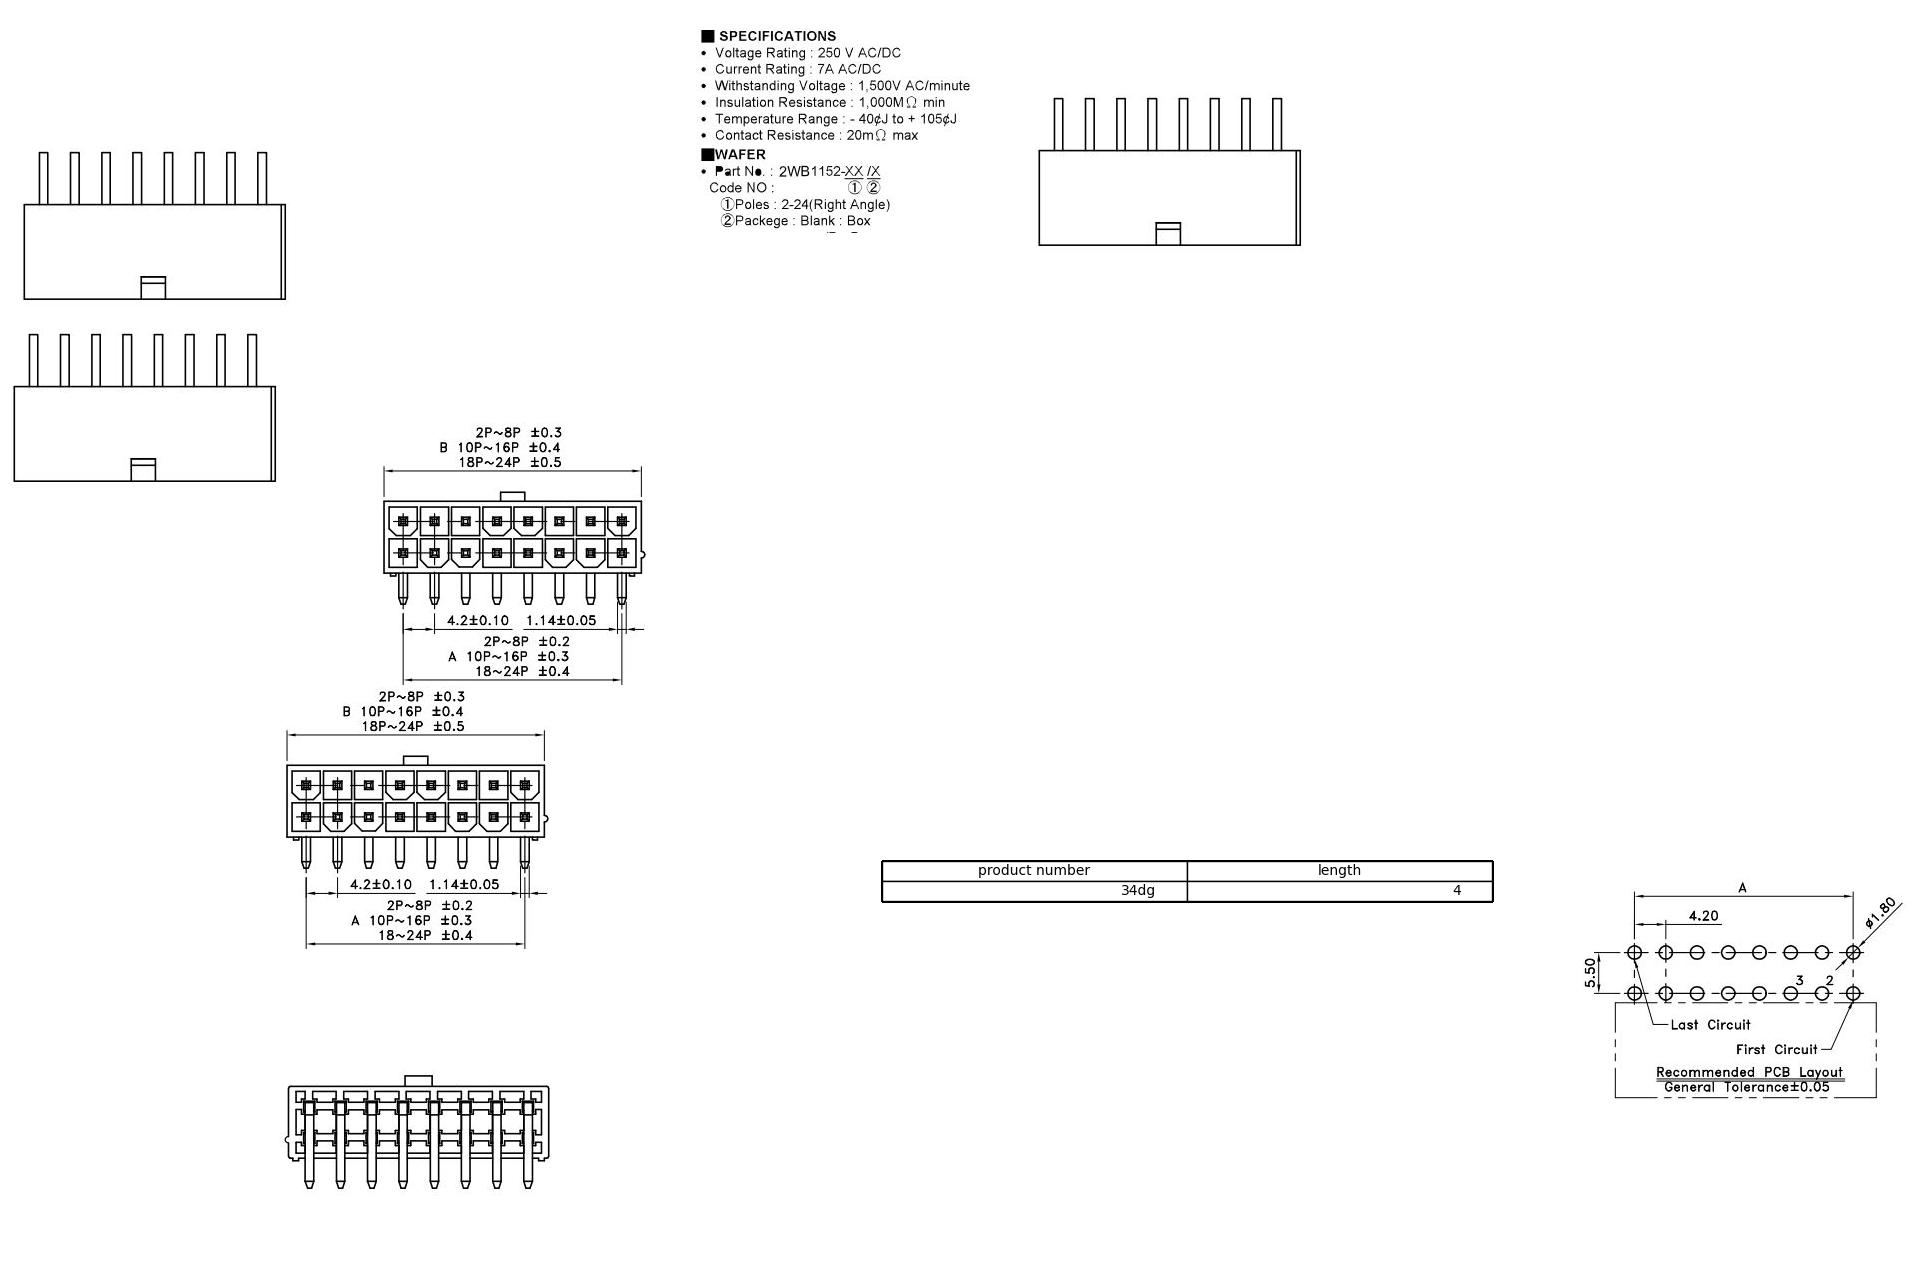 ■ SPECIFICATIONS
• Voltage Rating : 250 V AC/DC
• Current Rating : 7A AC/DC
• Withstanding Voltage : 1,500V AC/minute
• Insulation Resistance : 1,000MΩ min
• Temperature Range : - 40¢J to + 105¢J
• Contact Resistance : 20mΩ max
■WAFER
• Part No. : 2WB1152-XX /X
Code NO : ① ②
①Poles : 2-24(Right Angle)
②Packege : Blank : Box
2P~8P ±0.3
B 10P~16P ±0.4
18P~24P ±0.5
4.2±0.10 1.14±0.05
2P~8P ±0.2
A 10P~16P ±0.3
18~24P ±0.4
2P~8P ±0.3
B 10P~16P ±0.4
18P~24P ±0.5
4.2±0.10 1.14±0.05
2P~8P ±0.2
A 10P~16P ±0.3
18~24P ±0.4
product number length
34dg 4
A
4.20
ø1.80
5.50
3 2
Last Circuit
First Circuit
Recommended PCB Layout
General Tolerance±0.05